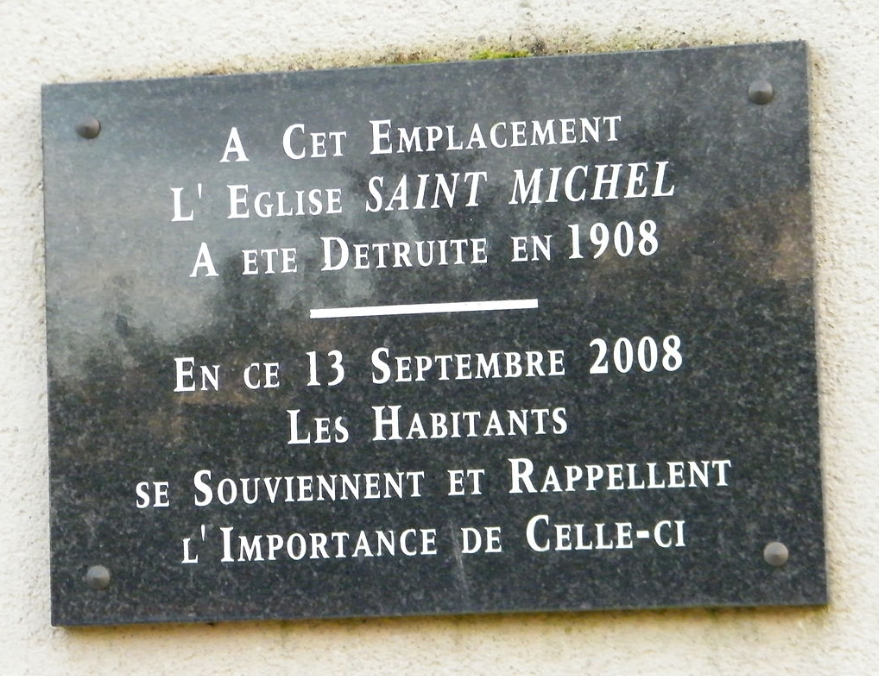 A CET EMPLACEMENT
L' EGLISE SAINT MICHEL
A ETE DETRUITE EN 1908
EN CE 13 SEPTEMBRE 2008
LES HABITANTS
SE SOUVIENNENT ET RAPPELLENT
L'IMPORTANCE DE CELLE-CI